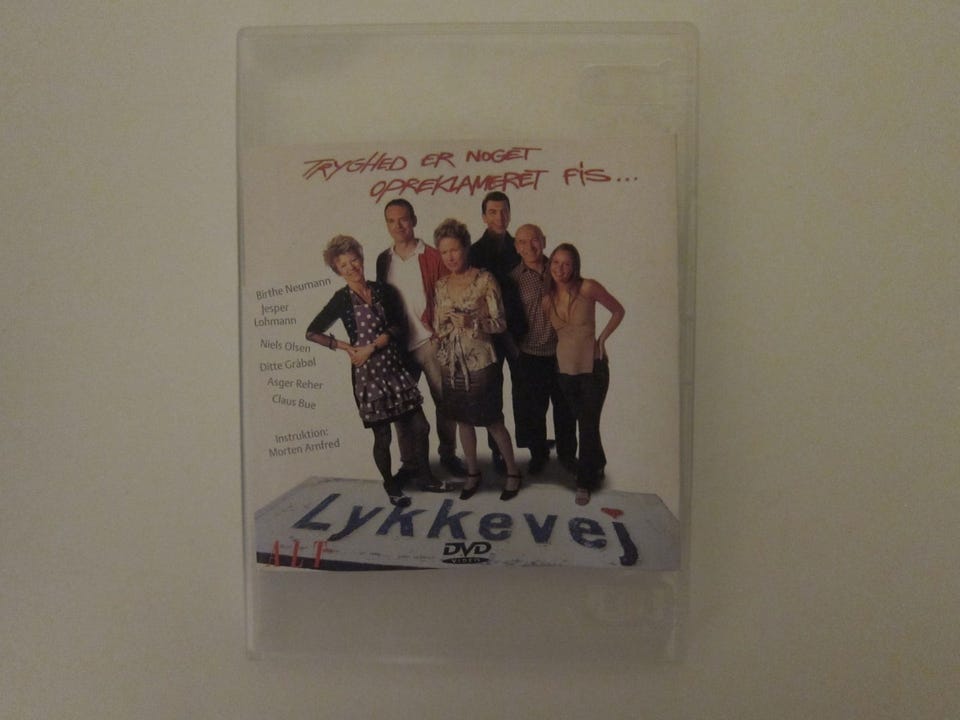 TRYGHED ER NOGET
OPREKLAMERET FIS...
Birthe Neumann
Jesper
Lohmann
Niels Olsen
Ditte Gråbøl
Asger Reher
Claus Bue
Instruktion:
Morten Arnfred
Lykkevej
ALT
DVD
VIDEO